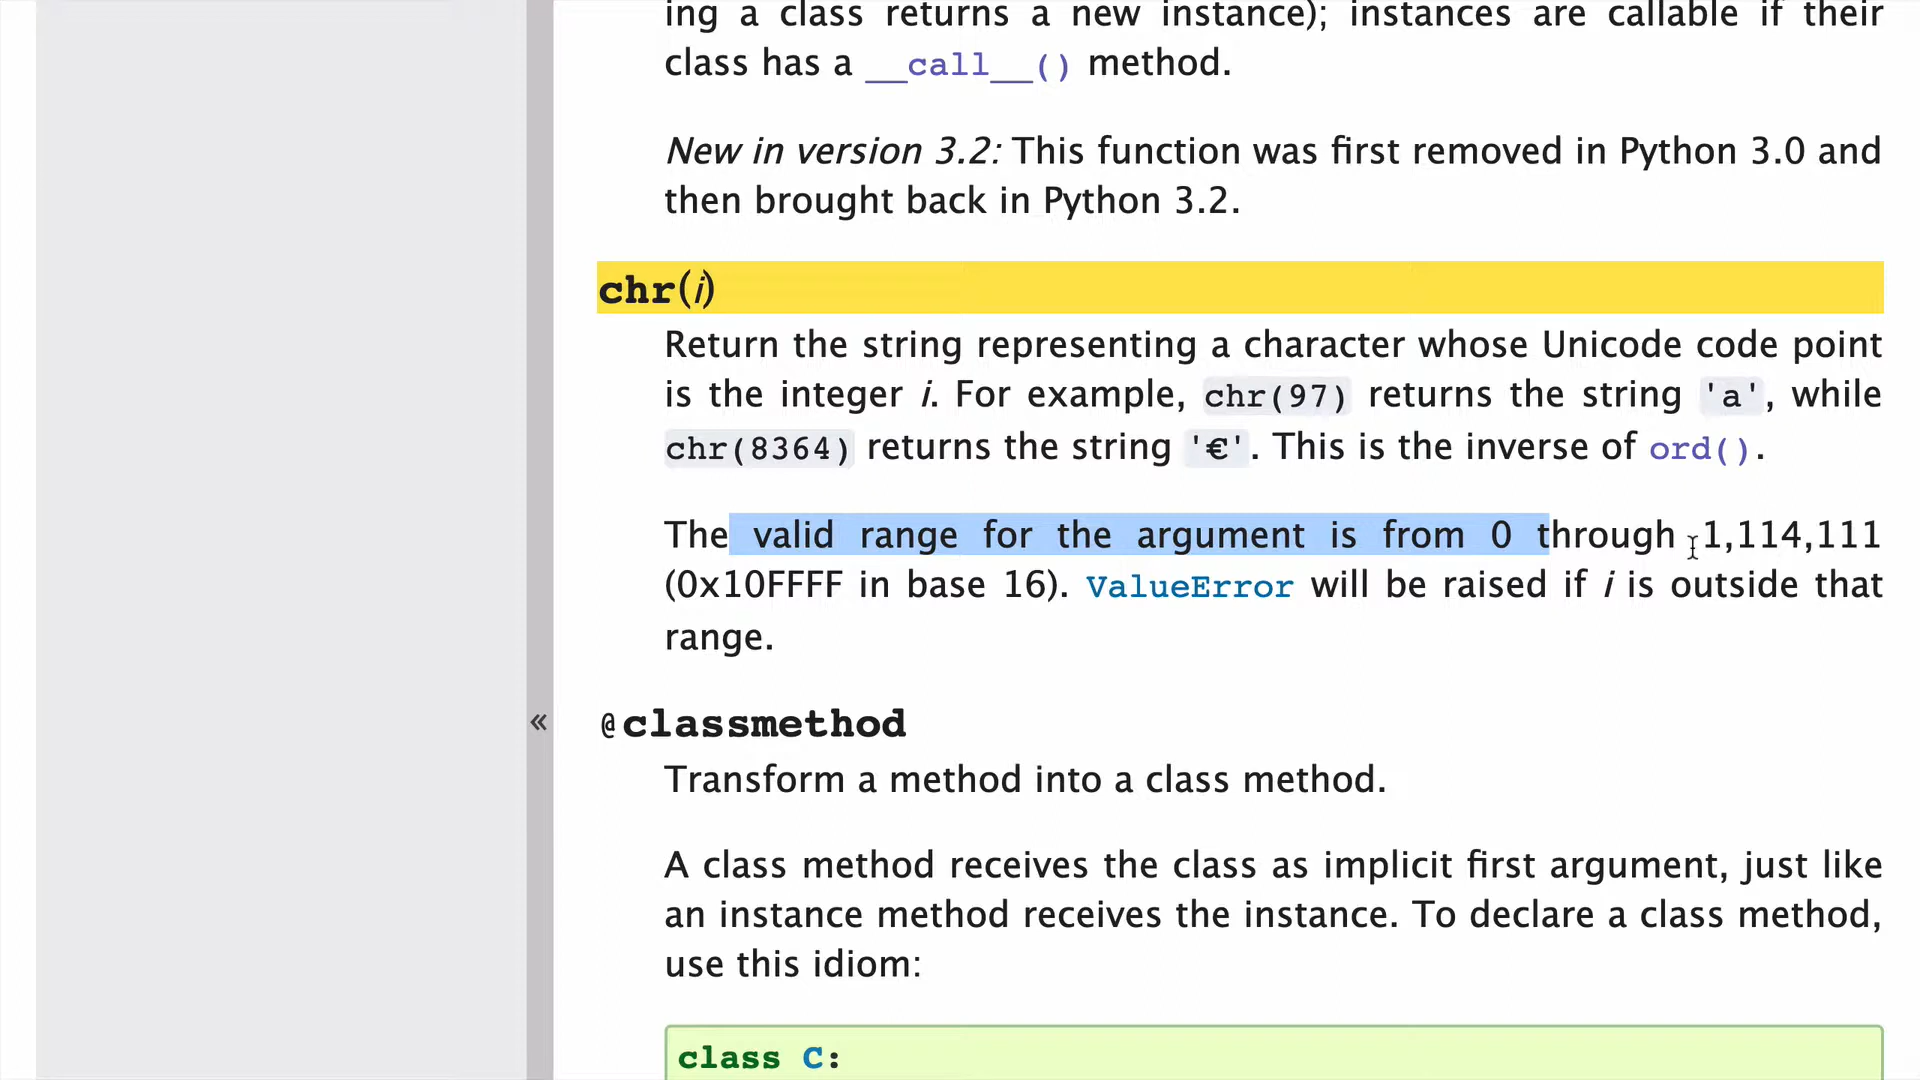 ing a class returns a new instance); instances are callable if their
class has a __call__() method.
New in version 3.2: This function was first removed in Python 3.0 and
then brought back in Python 3.2.
chr(i)
Return the string representing a character whose Unicode code point
is the integer i. For example, chr(97) returns the string 'a', while
chr(8364) returns the string '€'. This is the inverse of ord().
The valid range for the argument is from 0 through 1,114,111
(0x10FFFF in base 16). ValueError will be raised if i is outside that
range.
«
@classmethod
Transform a method into a class method.
A class method receives the class as implicit first argument, just like
an instance method receives the instance. To declare a class method,
use this idiom:
class C: